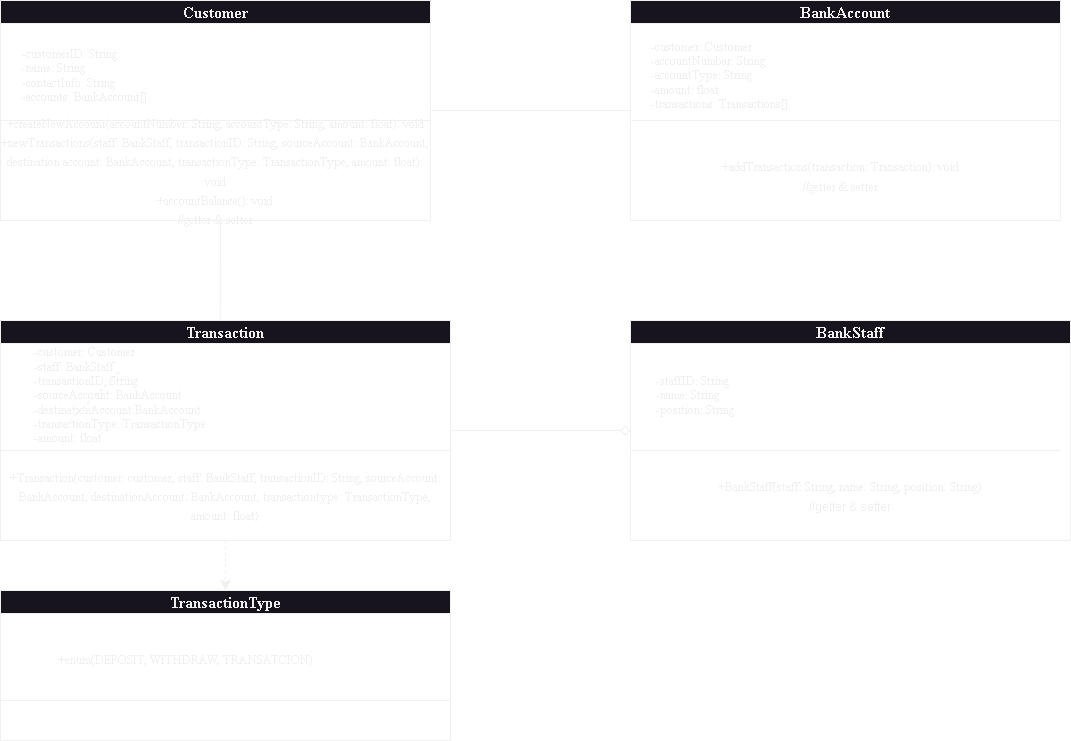 Customer
-customerID: String
-name: String
-contactInfo: String
-accounts: BankAccount[]
+createNewAccount(accountNumber: String, accountType: String, amount: float): void
+newTransactions(staff: BankStaff, transactionID: String, sourceAccount: BankAccount,
destination account: BankAccount, transactionType: TransactionType, amount: float):
void
+accountBalance(): void
//getter & setter
BankAccount
-customer: Customer
-accountNumbar: String
-accountType: String
-amount: float
-transactions: Transactions[]
+addTransactions(transaction: Transaction): void
//getter & setter
Transaction
-customer: Customer
-staff: BankStaff
-transastionID: String
-sourceAccount: BankAccount
-destinationAccount:BankAccount
-transactionType: TransactionType
-amount: float
+Transaction(customer: customer, staff: BankStaff, transactionID: String, sourceAccount:
BankAccount, destinationAccount: BankAccount, transactiontype: TransactionType,
amount: float)
BankStaff
-staffID: String
-name: String
-position: String
+BankStaff(staff: String, name: String, position: String)
//getter & setter
TransactionType
+enum(DEPOSIT, WITHDRAW, TRANSATCION)